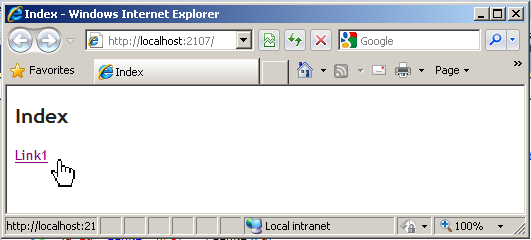 Index - Windows Internet Explorer
http://localhost:2107/
Google
Favorites
Index
Page
Index
Link1
http://localhost:21
Local intranet
100%